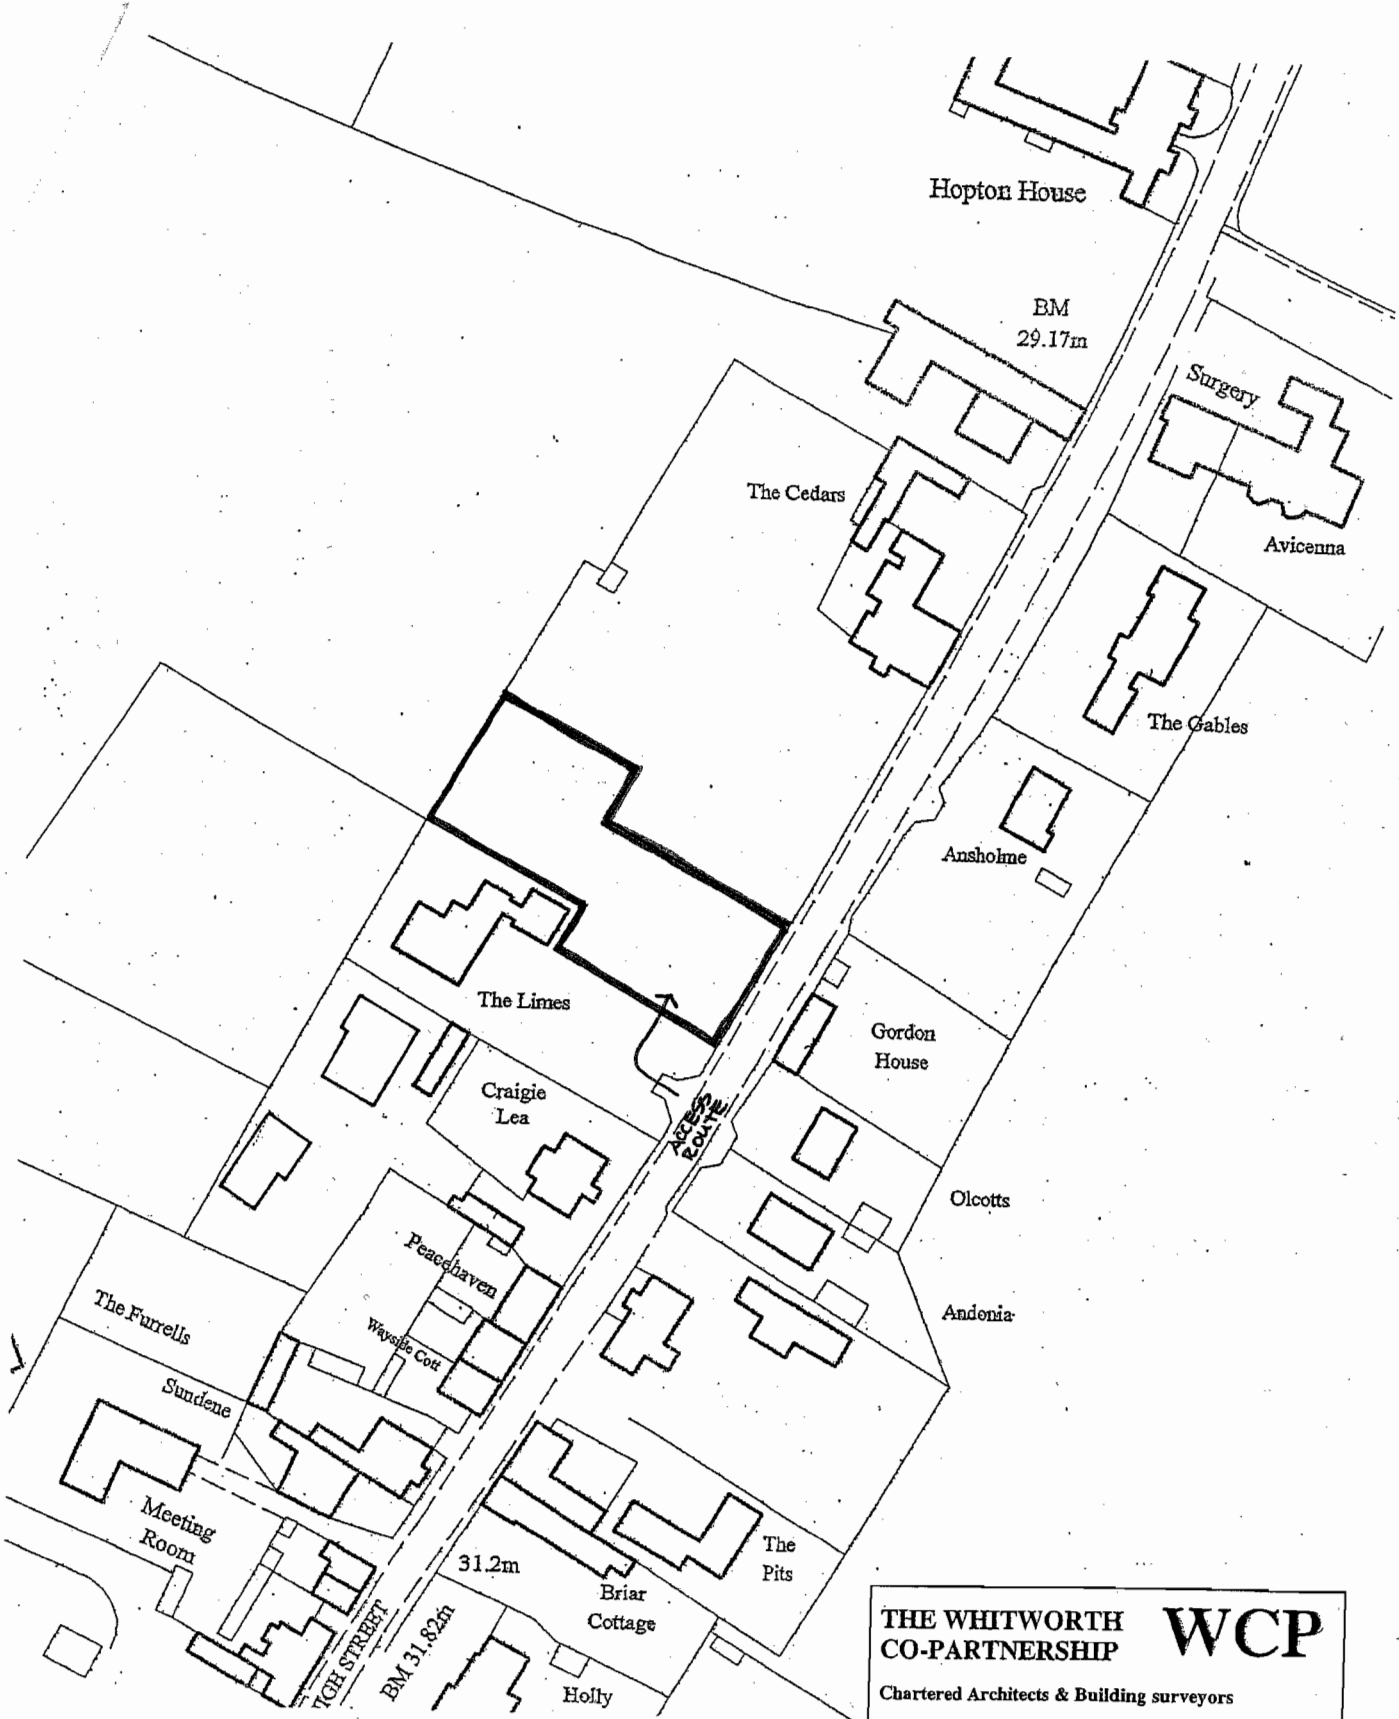 Hopton House
BM
29.17m
Surgery
The Cedars
Avicenna
The Gables
Ansholme
The Limes
Gordon
House
Craigie
Lea
ACCESS
ROUTE
Olcotts
Peacehaven
Andonia
The Furrells
Wayside Cott
Sundene
Meeting
Room
31.2m
The
Pits
Briar
Cottage
IGH STREET
BM 31.82m
Holly
THE WHITWORTH
CO-PARTNERSHIP
WCP
Chartered Architects & Building surveyors